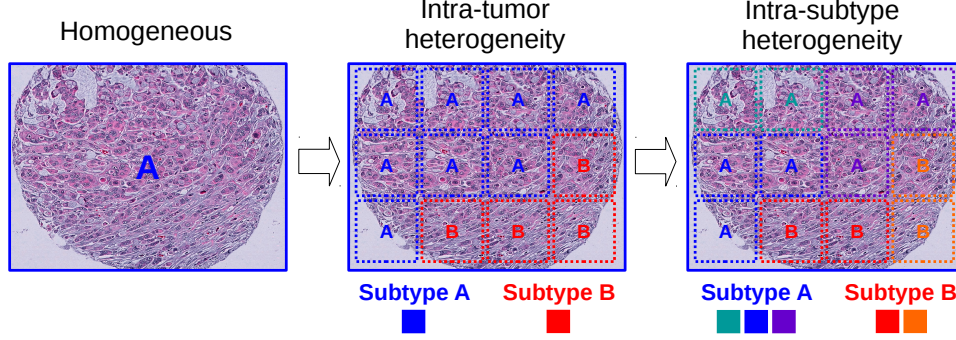 Homogeneous
Intra-tumor
heterogeneity
Intra-subtype
heterogeneity
A
A A A A
A A A B
A B B B
A A A A
A A A B
A B B B
Subtype A Subtype B
Subtype A Subtype B